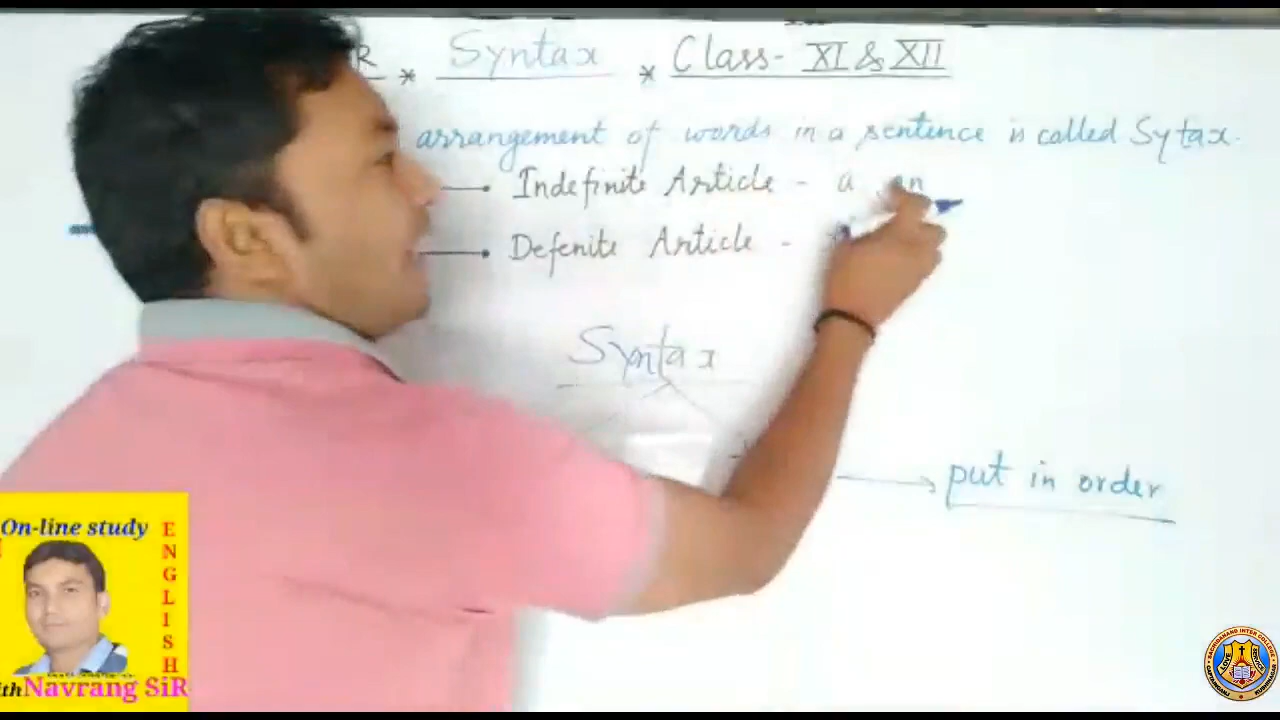 R * Syntax * Class- XI & XII
arrangement of words in a sentence is called Sytax.
Indefinite Article - a an
Defenite Article -
Syntax
put in order
On-line study
ENGLISH
Navrang SiR